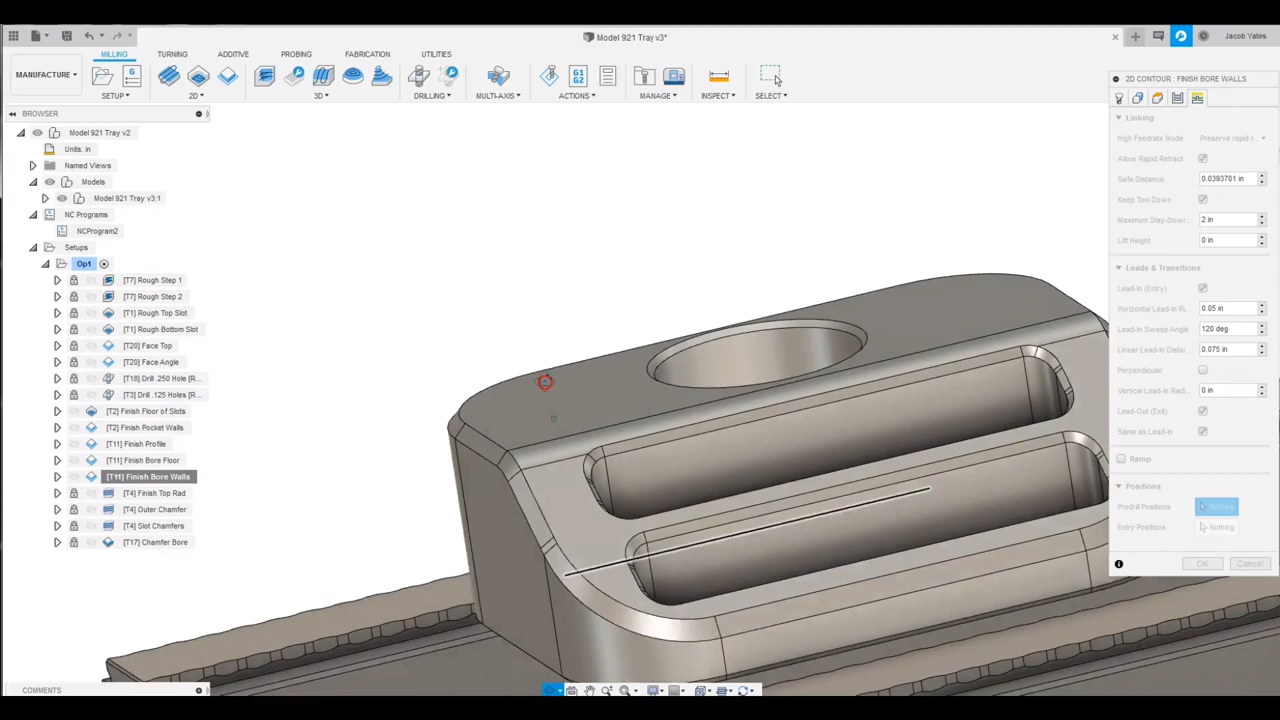 Model 921 Tray v3*
Jacob Yates
MILLING TURNING ADDITIVE PROBING FABRICATION UTILITIES
MANUFACTURE
G
G1
G2
SETUP 2D 3D DRILLING MULTI-AXIS ACTIONS MANAGE INSPECT SELECT
BROWSER
Model 921 Tray v2
Units: in
Named Views
Models
Model 921 Tray v3:1
NC Programs
NCProgram2
Setups
Op1
[T7] Rough Step 1
[T7] Rough Step 2
[T1] Rough Top Slot
[T1] Rough Bottom Slot
[T20] Face Top
[T20] Face Angle
[T18] Drill .250 Hole [R...
[T3] Drill .125 Holes [R...
[T2] Finish Floor of Slots
[T2] Finish Pocket Walls
[T11] Finish Profile
[T11] Finish Bore Floor
[T11] Finish Bore Walls
[T4] Finish Top Rad
[T4] Outer Chamfer
[T4] Slot Chamfers
[T17] Chamfer Bore
COMMENTS
2D CONTOUR : FINISH BORE WALLS
Linking
High Feedrate Mode Preserve rapid r...
Allow Rapid Retract
Safe Distance 0.0393701 in
Keep Tool Down
Maximum Stay-Down... 2 in
Lift Height 0 in
Leads & Transitions
Lead-In (Entry)
Horizontal Lead-In R... 0.05 in
Lead-In Sweep Angle 120 deg
Linear Lead-In Distan... 0.075 in
Perpendicular
Vertical Lead-In Radi... 0 in
Lead-Out (Exit)
Same as Lead-In
Ramp
Positions
Predrill Positions Nothing
Entry Positions Nothing
OK Cancel